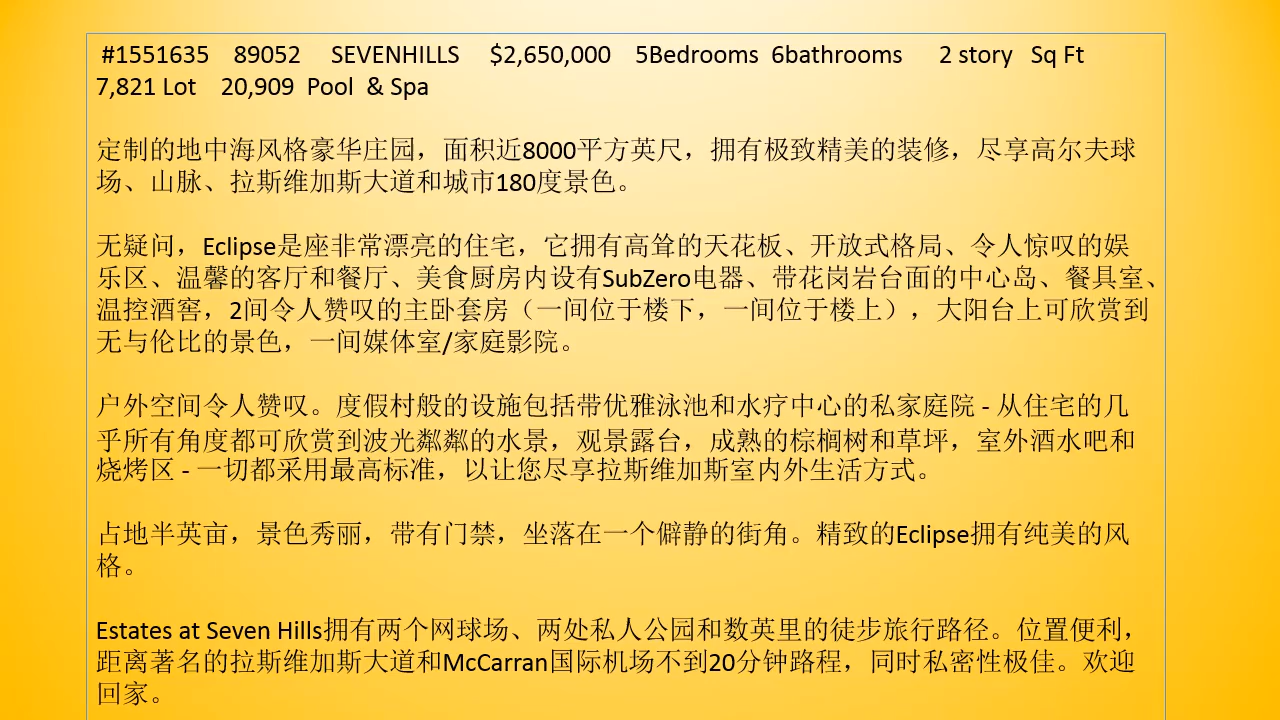 #1551635 89052 SEVENHILLS $2,650,000 5Bedrooms 6bathrooms 2 story Sq Ft
7,821 Lot 20,909 Pool & Spa
定制的地中海风格豪华庄园，面积近8000平方英尺，拥有极致精美的装修，尽享高尔夫球
场、山脉、拉斯维加斯大道和城市180度景色。
无疑问，Eclipse是座非常漂亮的住宅，它拥有高耸的天花板、开放式格局、令人惊叹的娱
乐区、温馨的客厅和餐厅、美食厨房内设有SubZero电器、带花岗岩台面的中心岛、餐具室、
温控酒窖，2间令人赞叹的主卧套房（一间位于楼下，一间位于楼上），大阳台上可欣赏到
无与伦比的景色，一间媒体室/家庭影院。
户外空间令人赞叹。度假村般的设施包括带优雅泳池和水疗中心的私家庭院 - 从住宅的几
乎所有角度都可欣赏到波光粼粼的水景，观景露台，成熟的棕榈树和草坪，室外酒水吧和
烧烤区 - 一切都采用最高标准，以让您尽享拉斯维加斯室内外生活方式。
占地半英亩，景色秀丽，带有门禁，坐落在一个僻静的街角。精致的Eclipse拥有纯美的风
格。
Estates at Seven Hills拥有两个网球场、两处私人公园和数英里的徒步旅行路径。位置便利，
距离著名的拉斯维加斯大道和McCarran国际机场不到20分钟路程，同时私密性极佳。欢迎
回家。